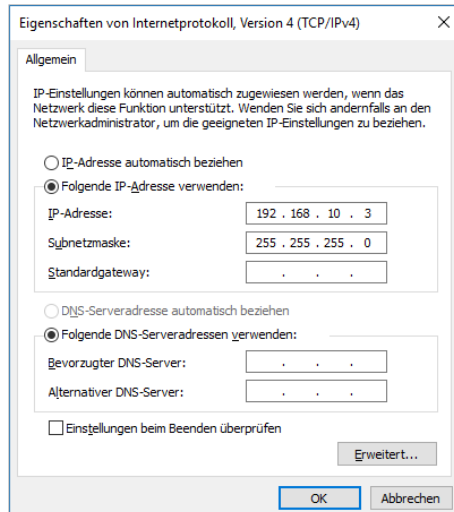 Eigenschaften von Internetprotokoll, Version 4 (TCP/IPv4)
Allgemein
IP-Einstellungen können automatisch zugewiesen werden, wenn das
Netzwerk diese Funktion unterstützt. Wenden Sie sich andernfalls an den
Netzwerkadministrator, um die geeigneten IP-Einstellungen zu beziehen.
IP-Adresse automatisch beziehen
Folgende IP-Adresse verwenden:
IP-Adresse: 192 . 168 . 10 . 3
Subnetzmaske: 255 . 255 . 255 . 0
Standardgateway: . . .
DNS-Serveradresse automatisch beziehen
Folgende DNS-Serveradressen verwenden:
Bevorzugter DNS-Server: . . .
Alternativer DNS-Server: . . .
Einstellungen beim Beenden überprüfen
Erweitert...
OK Abbrechen